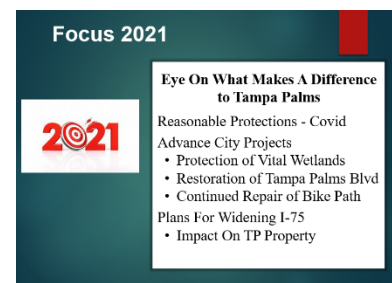 Focus 2021
2021
Eye On What Makes A Difference
to Tampa Palms
Reasonable Protections - Covid
Advance City Projects
• Protection of Vital Wetlands
• Restoration of Tampa Palms Blvd
• Continued Repair of Bike Path
Plans For Widening I-75
• Impact On TP Property